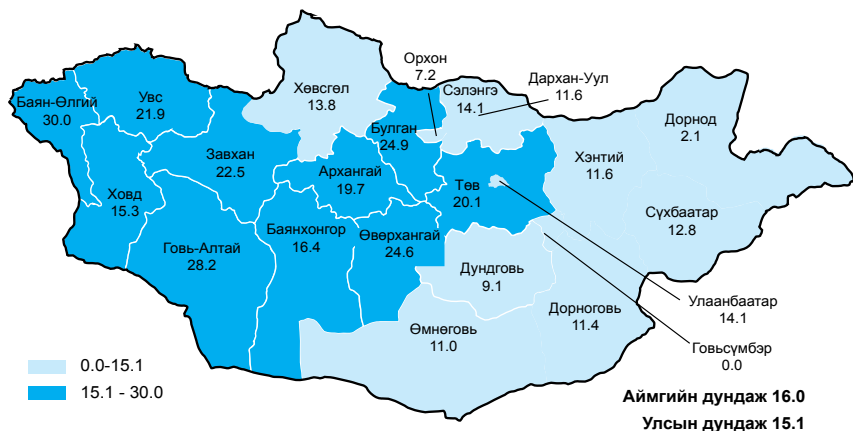 Орхон
7.2
Дархан-Уул
11.6
Хөвсгөл
13.8
Сэлэнгэ
14.1
Увс
21.9
Баян-Өлгий
30.0
Дорнод
2.1
Булган
24.9
Завхан
22.5
Хэнтий
11.6
Архангай
19.7
Төв
20.1
Ховд
15.3
Сүхбаатар
12.8
Баянхонгор
16.4
Өвөрхангай
24.6
Говь-Алтай
28.2
Дундговь
9.1
Улаанбаатар
14.1
Дорноговь
11.4
Өмнөговь
11.0
Говьсүмбэр
0.0
0.0-15.1
15.1 - 30.0
Аймгийн дундаж 16.0
Улсын дундаж 15.1